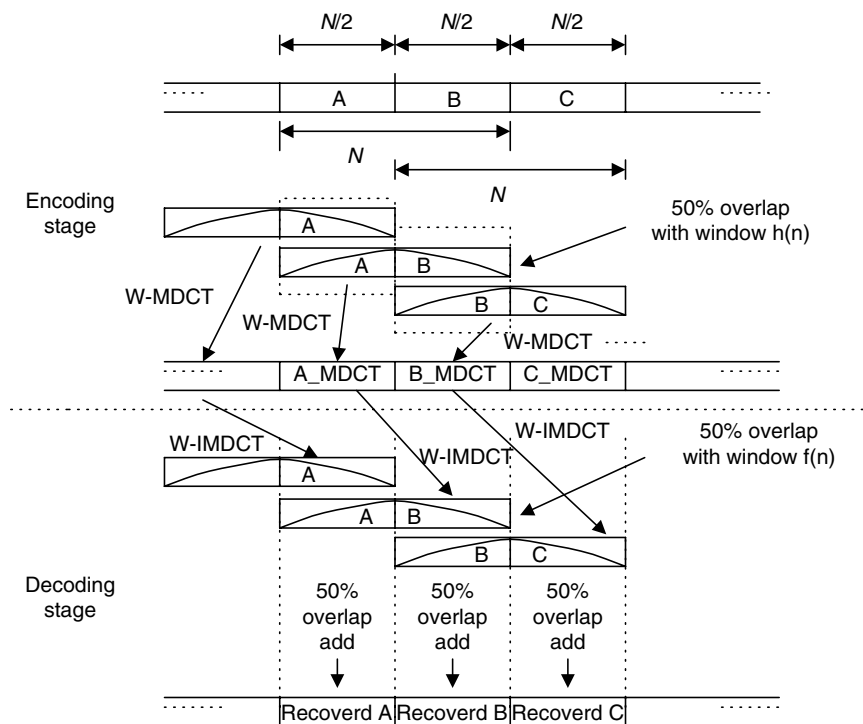 N/2 N/2 N/2
A B C
N
N
Encoding
stage
A
50% overlap
with window h(n)
A B
W-MDCT
B C
W-MDCT
W-MDCT
A_MDCT B_MDCT C_MDCT
W-IMDCT
W-IMDCT
W-IMDCT
50% overlap
with window f(n)
A
A B
B C
Decoding
stage
50%
overlap
add
50%
overlap
add
50%
overlap
add
Recoverd A Recoverd B Recoverd C